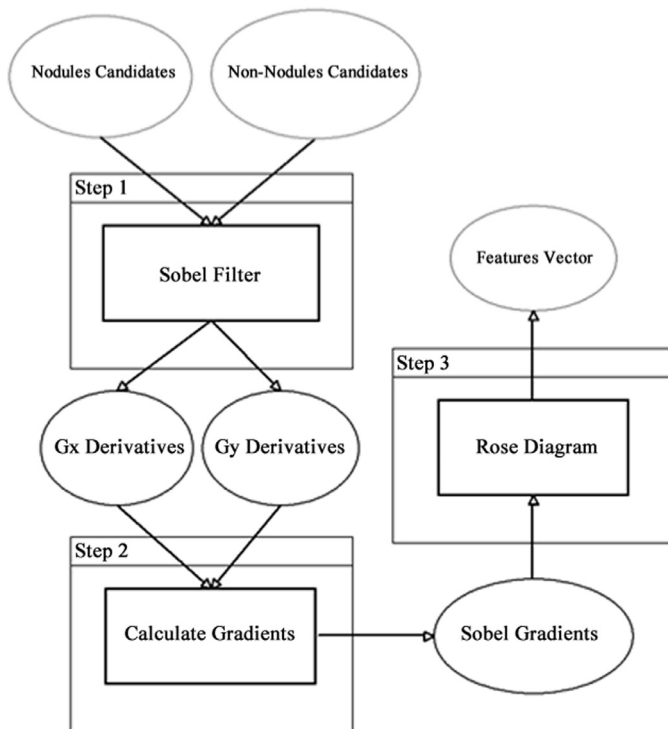 Nodules Candidates
Non-Nodules Candidates
Step 1
Sobel Filter
Gx Derivatives
Gy Derivatives
Step 2
Calculate Gradients
Sobel Gradients
Step 3
Rose Diagram
Features Vector